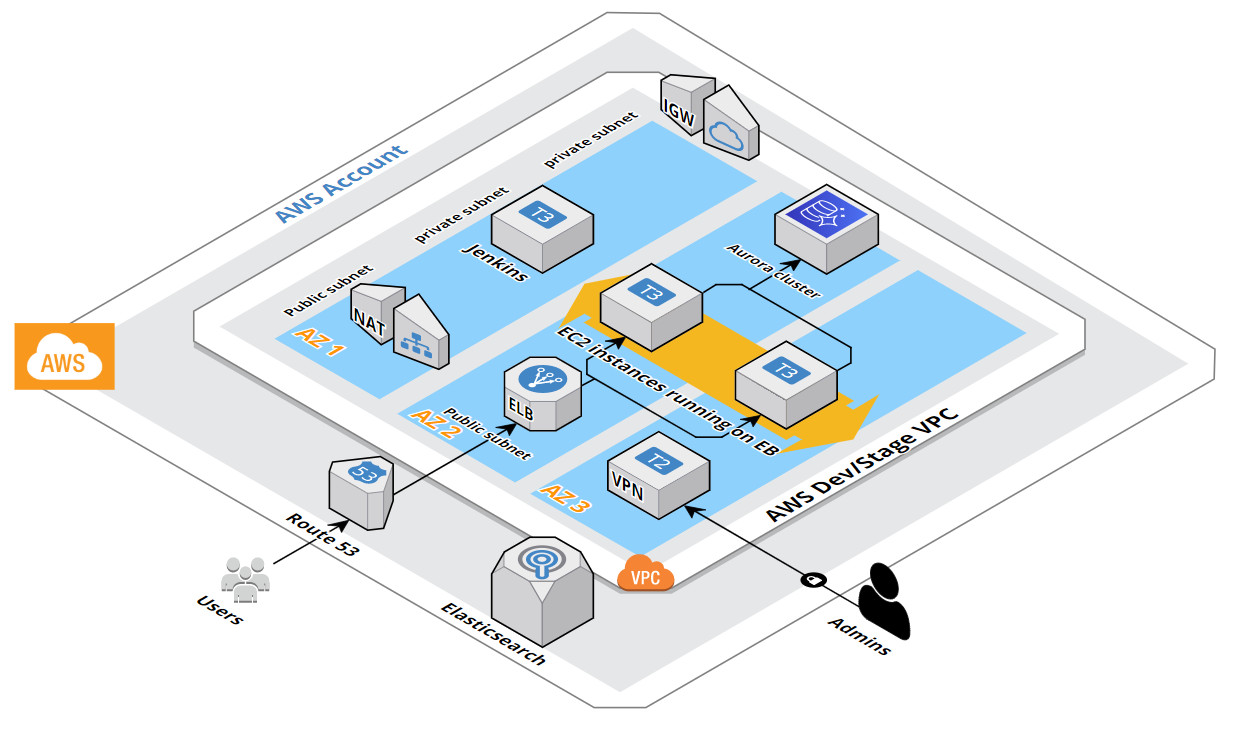 IGW
AWS Account
private subnet
private subnet
Public subnet
T3
Jenkins
NAT
AZ 1
Aurora cluster
T3
T3
EC2 instances running on EB
ELB
AZ 2
Public subnet
AWS
T2
VPN
AZ 3
AWS Dev/Stage VPC
53
Route 53
VPC
Users
Elasticsearch
Admins